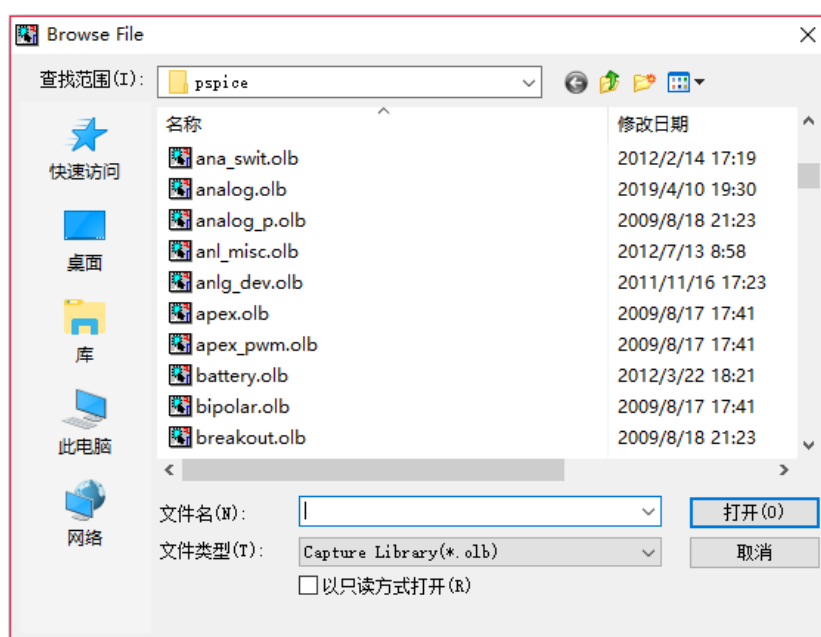 Browse File
查找范围(I):
pspice
名称 修改日期
快速访问
桌面
库
此电脑
网络
ana_swit.olb 2012/2/14 17:19
analog.olb 2019/4/10 19:30
analog_p.olb 2009/8/18 21:23
anl_misc.olb 2012/7/13 8:58
anlg_dev.olb 2011/11/16 17:23
apex.olb 2009/8/17 17:41
apex_pwm.olb 2009/8/17 17:41
battery.olb 2012/3/22 18:21
bipolar.olb 2009/8/17 17:41
breakout.olb 2009/8/18 21:23
文件名(N): 打开(O)
文件类型(T): Capture Library(*.olb) 取消
以只读方式打开(R)